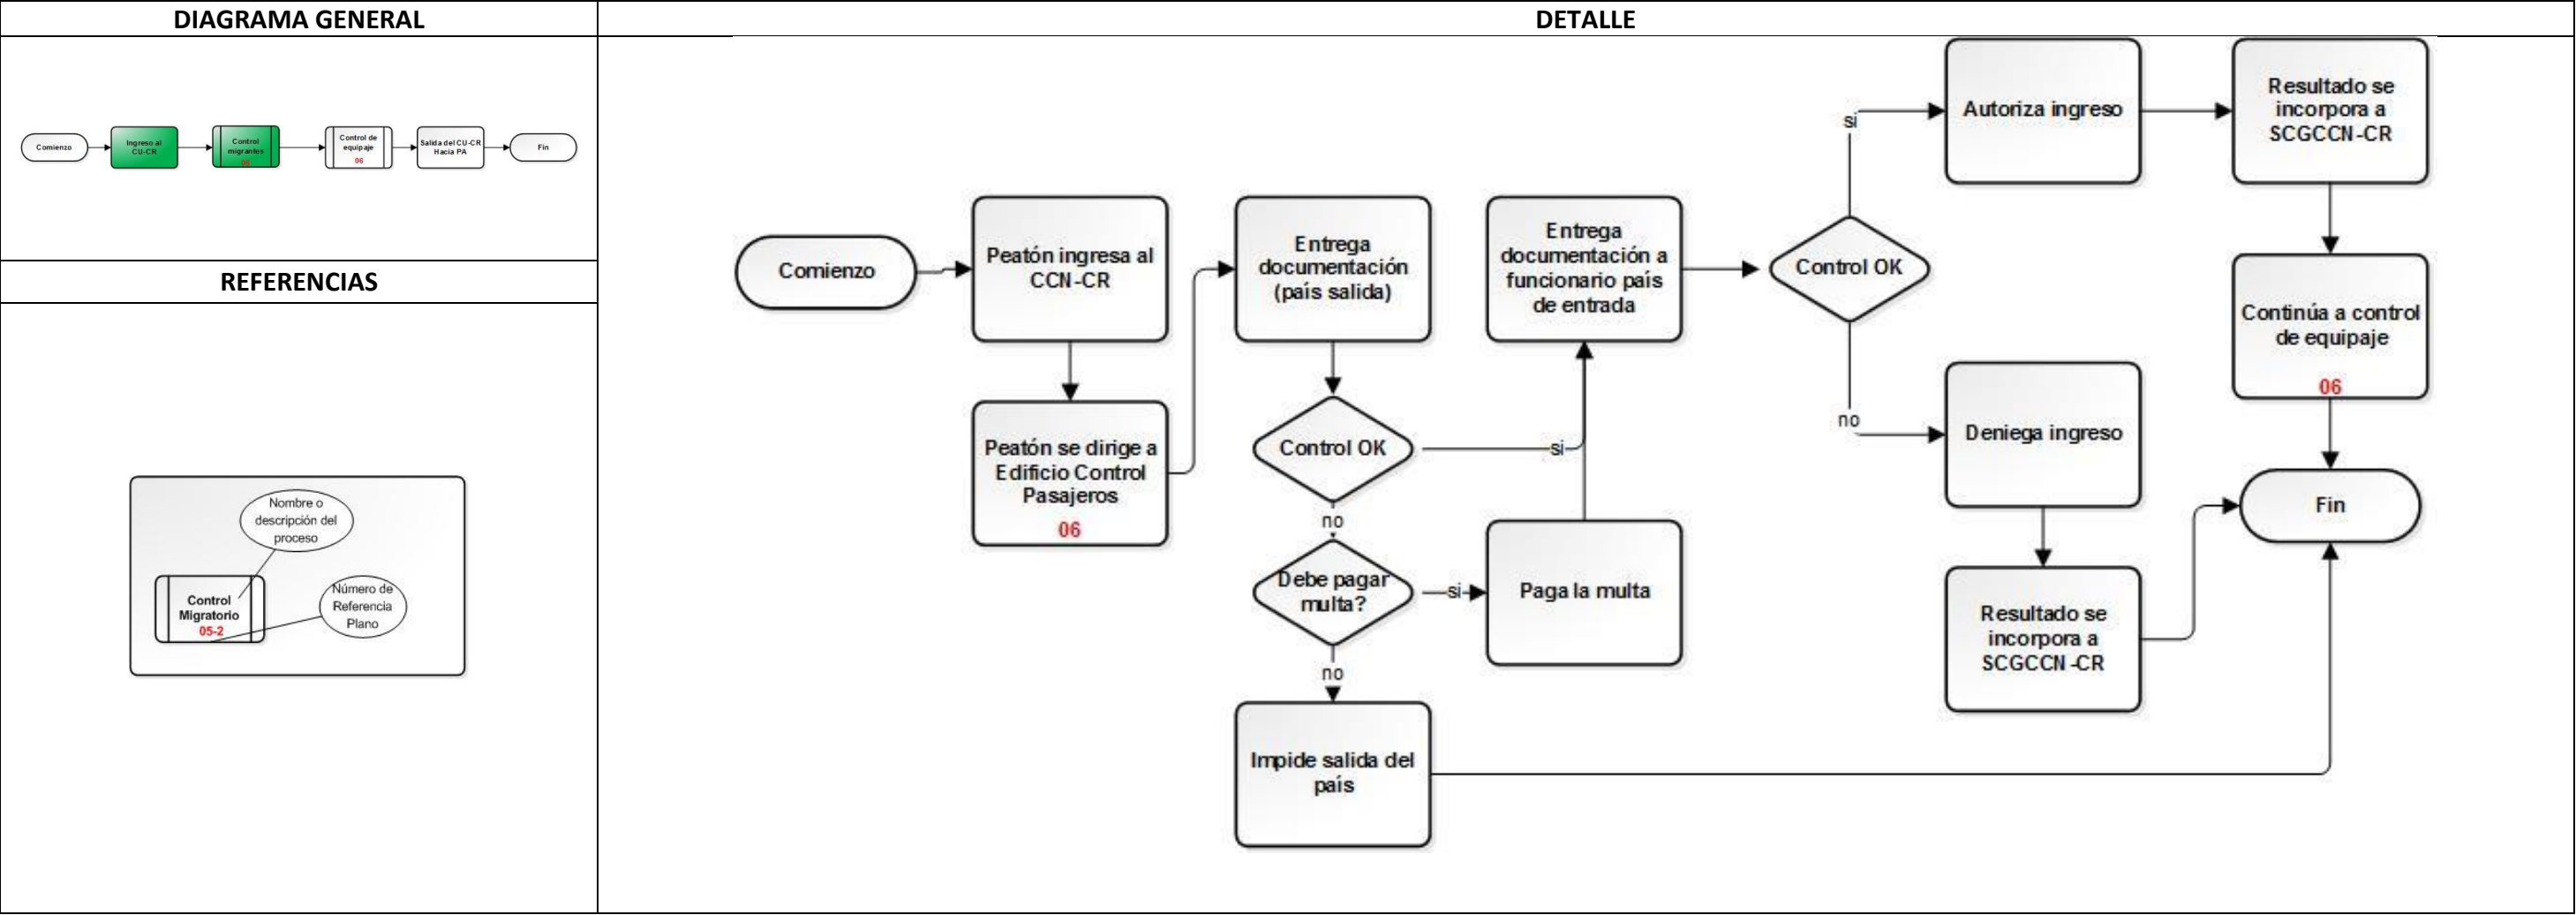 DIAGRAMA GENERAL
Comienzo
Ingreso al
CU-CR
Control
migrantes
06
Control de
equipaje
06
Salida del CU-CR
Hacia PA
Fin
REFERENCIAS
Nombre o
descripción del
proceso
Control
Migratorio
05-2
Número de
Referencia
Plano
DETALLE
Comienzo
Peatón ingresa al
CCN-CR
Peatón se dirige a
Edificio Control
Pasajeros
06
Entrega
documentación
(país salida)
Control OK
si
no
Debe pagar
multa?
si
no
Paga la multa
Impide salida del
país
Entrega
documentación a
funcionario país
de entrada
Control OK
si
no
Autoriza ingreso
Resultado se
incorpora a
SCGCCN-CR
Continúa a control
de equipaje
06
Deniega ingreso
Resultado se
incorpora a
SCGCCN-CR
Fin